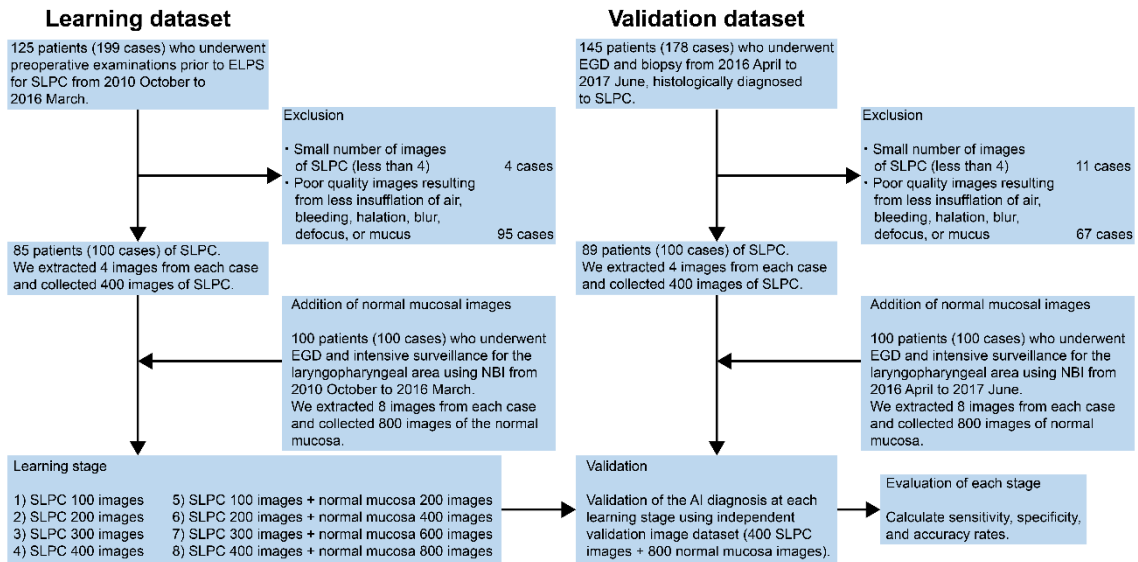 Learning dataset
125 patients (199 cases) who underwent
preoperative examinations prior to ELPS
for SLPC from 2010 October to
2016 March.
Exclusion
・Small number of images
of SLPC (less than 4) 4 cases
・Poor quality images resulting
from less insufflation of air,
bleeding, halation, blur,
defocus, or mucus 95 cases
85 patients (100 cases) of SLPC.
We extracted 4 images from each case
and collected 400 images of SLPC.
Addition of normal mucosal images
100 patients (100 cases) who underwent
EGD and intensive surveillance for the
laryngopharyngeal area using NBI from
2010 October to 2016 March.
We extracted 8 images from each case
and collected 800 images of the normal
mucosa.
Learning stage
1) SLPC 100 images
2) SLPC 200 images
3) SLPC 300 images
4) SLPC 400 images
5) SLPC 100 images + normal mucosa 200 images
6) SLPC 200 images + normal mucosa 400 images
7) SLPC 300 images + normal mucosa 600 images
8) SLPC 400 images + normal mucosa 800 images
Validation dataset
145 patients (178 cases) who underwent
EGD and biopsy from 2016 April to
2017 June, histologically diagnosed
to SLPC.
Exclusion
・Small number of images
of SLPC (less than 4) 11 cases
・Poor quality images resulting
from less insufflation of air,
bleeding, halation, blur,
defocus, or mucus 67 cases
89 patients (100 cases) of SLPC.
We extracted 4 images from each case
and collected 400 images of SLPC.
Addition of normal mucosal images
100 patients (100 cases) who underwent
EGD and intensive surveillance for the
laryngopharyngeal area using NBI from
2016 April to 2017 June.
We extracted 8 images from each case
and collected 800 images of normal
mucosa.
Validation
Validation of the AI diagnosis at each
learning stage using independent
validation image dataset (400 SLPC
images + 800 normal mucosa images).
Evaluation of each stage
Calculate sensitivity, specificity,
and accuracy rates.